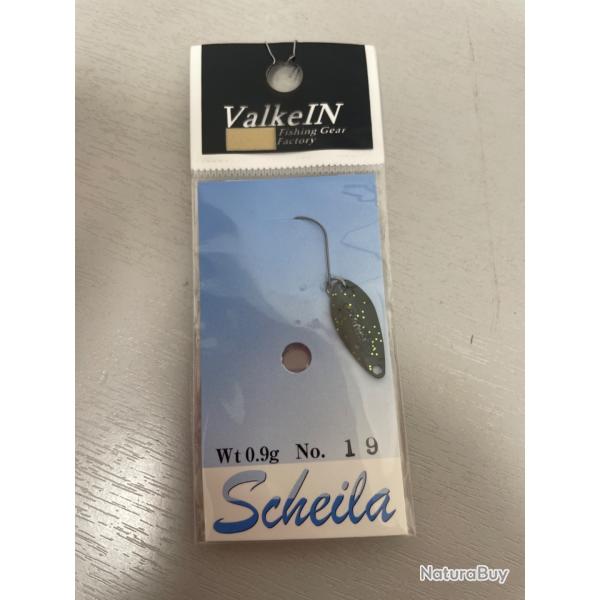 ValkeIN
Fishing Gear
Factory
Wt 0.9g No. 19
Scheila
NaturaBuy